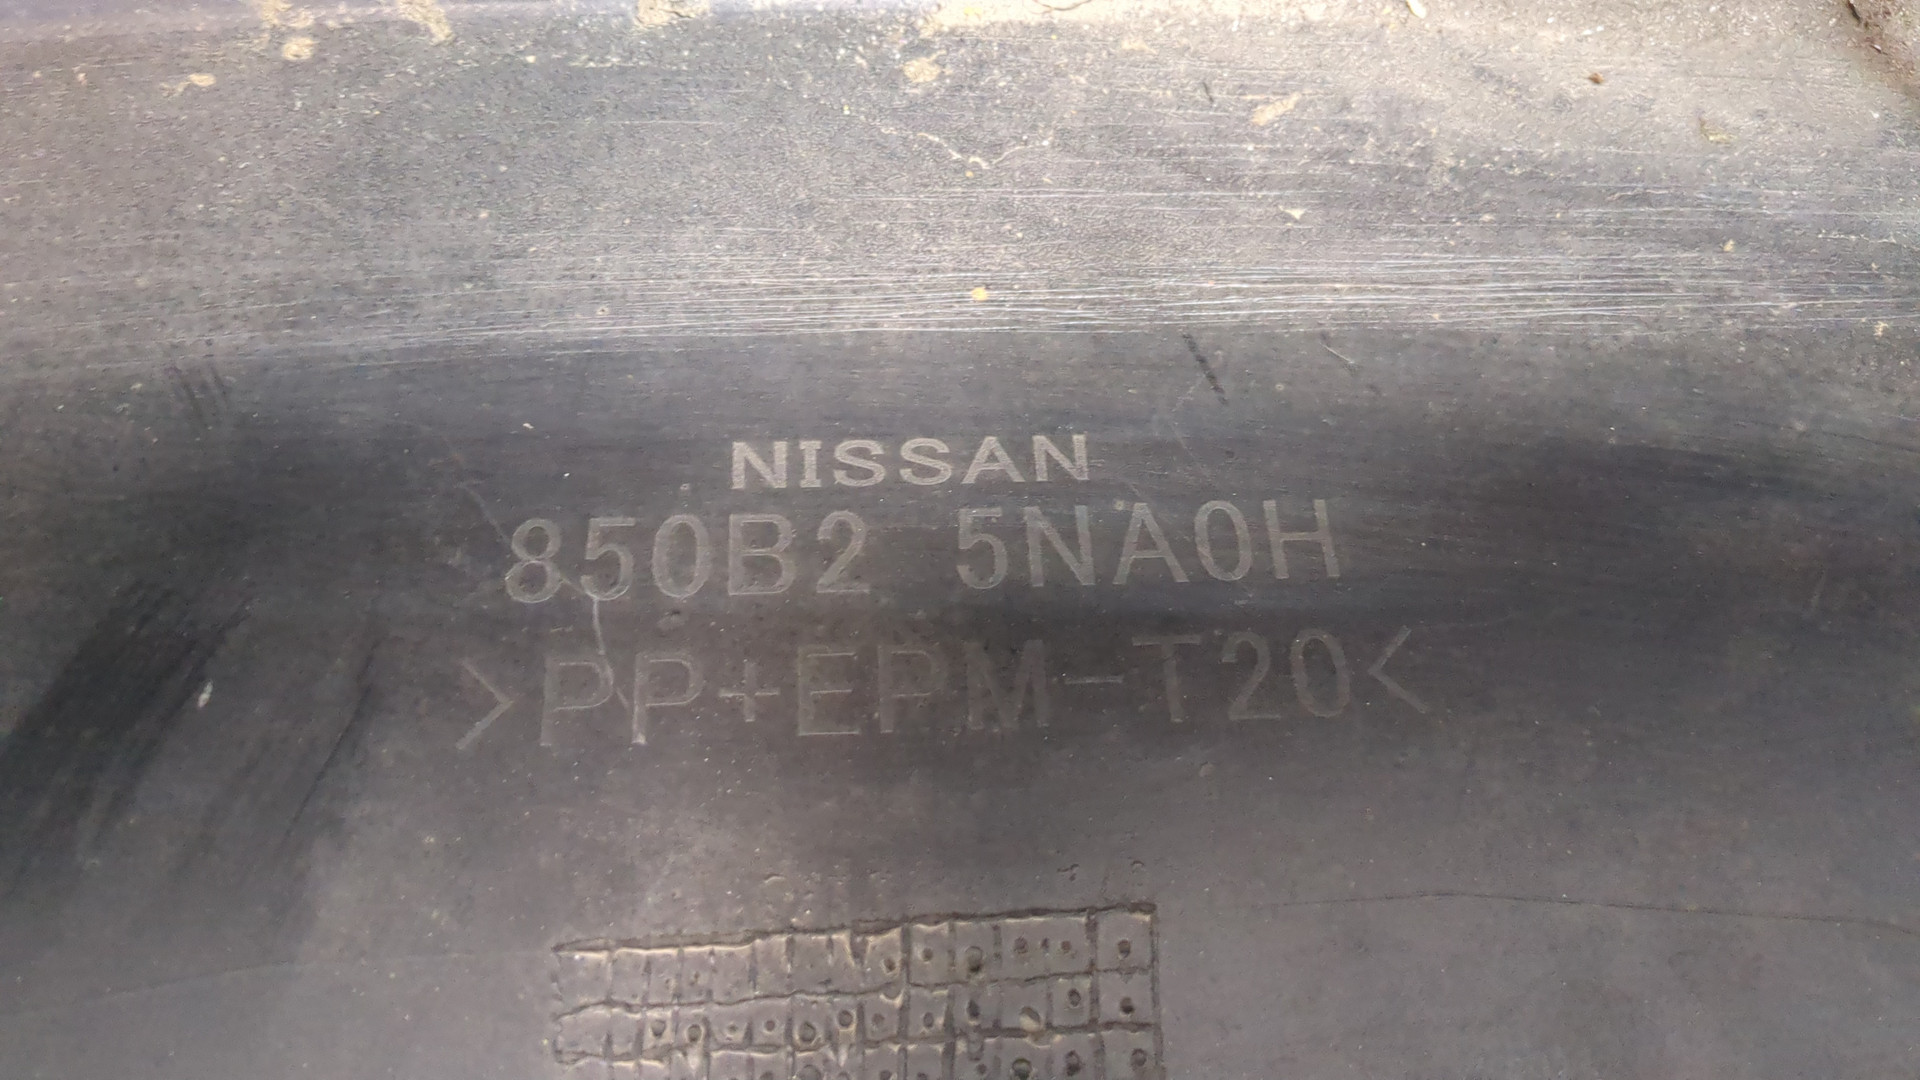 NISSAN
850B2 5NA0H
>PP+EPM-T20<